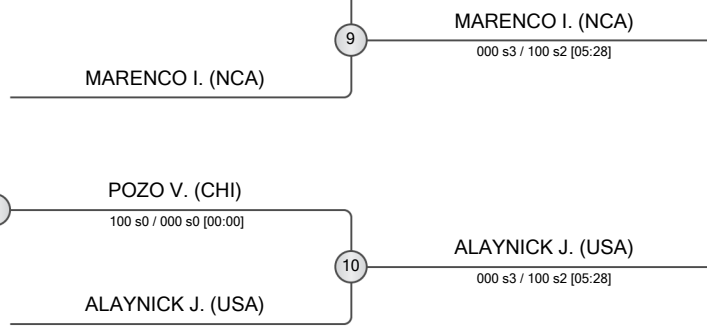 MARENCO I. (NCA)
9
000 s3 / 100 s2 [05:28]
MARENCO I. (NCA)
POZO V. (CHI)
100 s0 / 000 s0 [00:00]
ALAYNICK J. (USA)
10
000 s3 / 100 s2 [05:28]
ALAYNICK J. (USA)